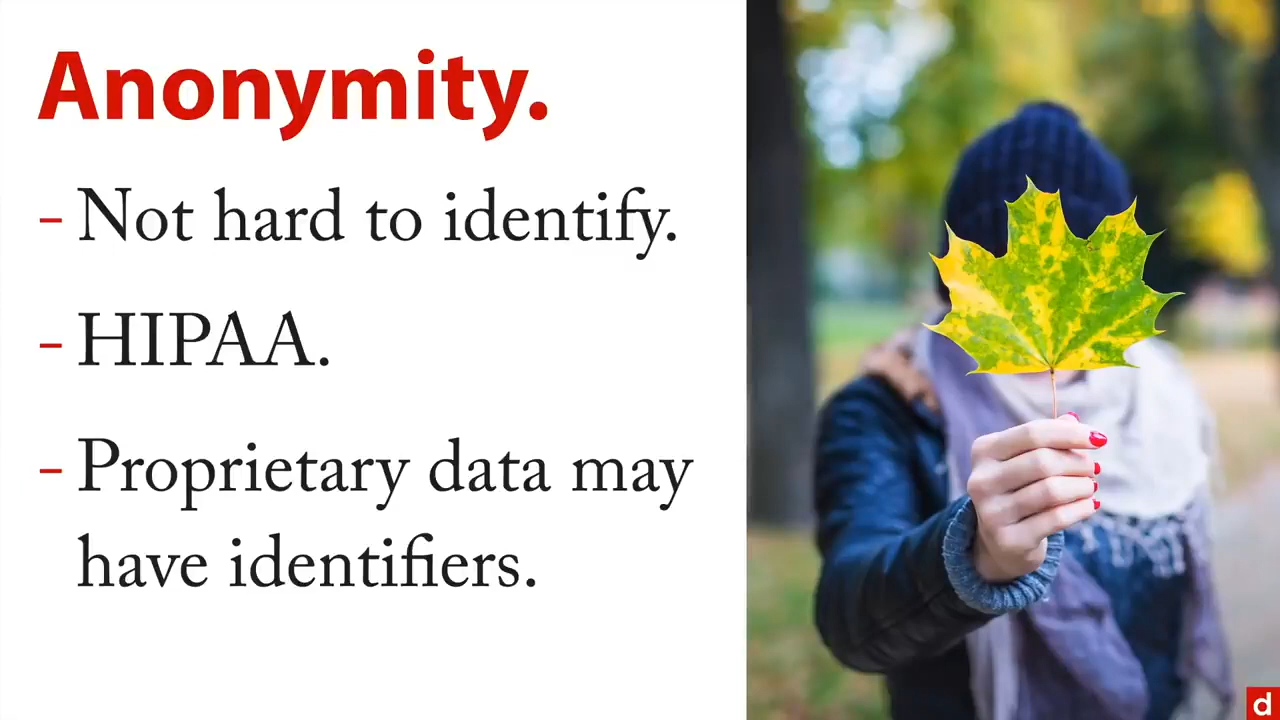 Anonymity.
- Not hard to identify.
- HIPAA.
- Proprietary data may
have identifiers.
d